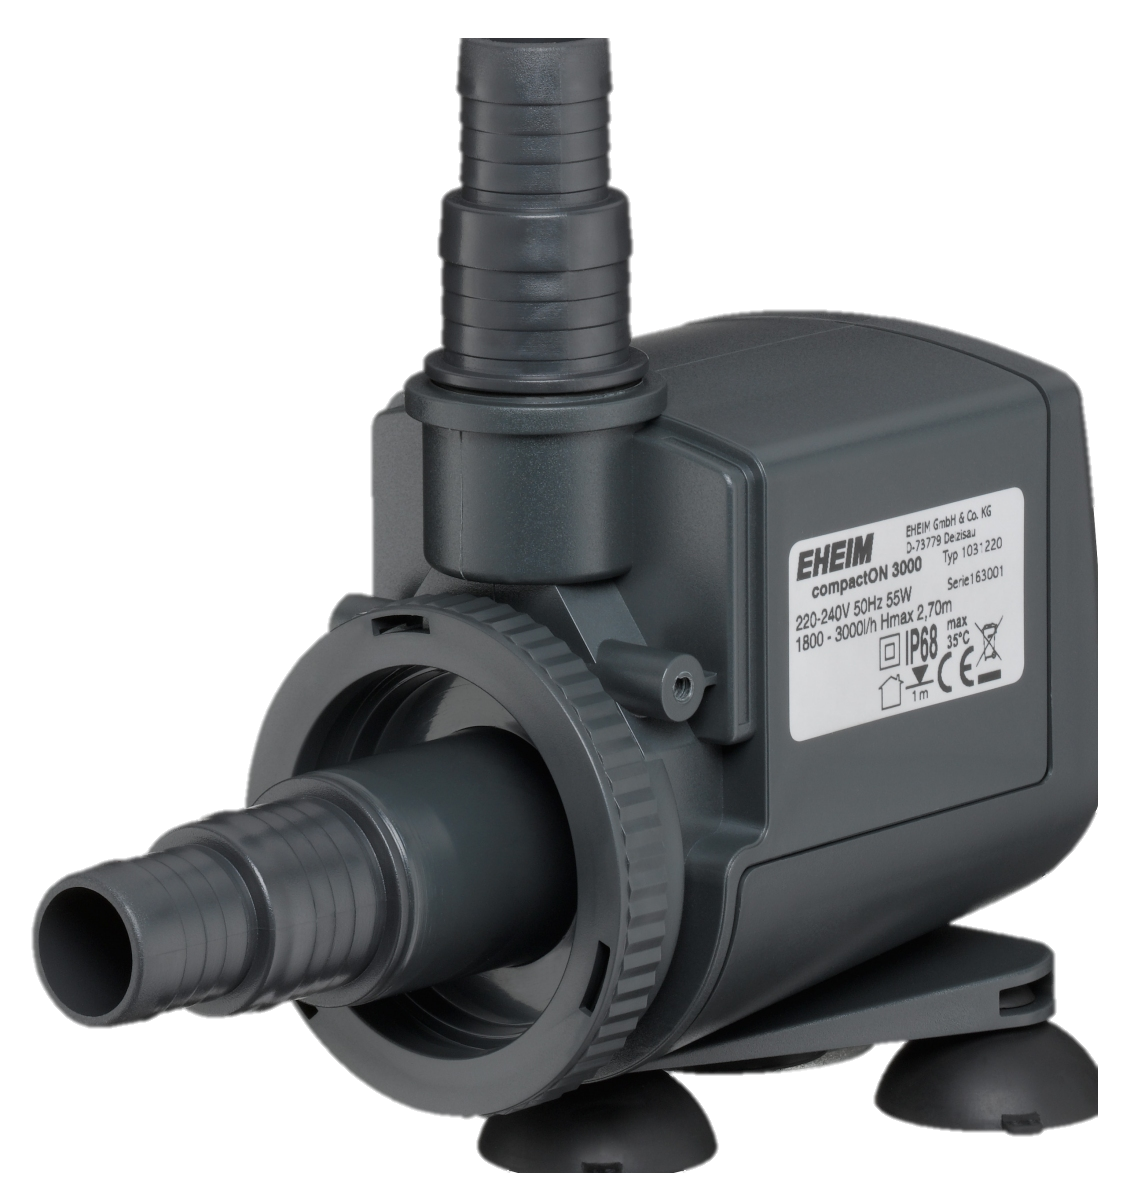 EHEIM
EHEIM GmbH & Co. KG
D-73779 Deizisau
compactON 3000
Typ 1031220
Serie163001
220-240V 50Hz 55W
1800 - 3000l/h Hmax 2,70m
IP68
max
35°C
1m
CE